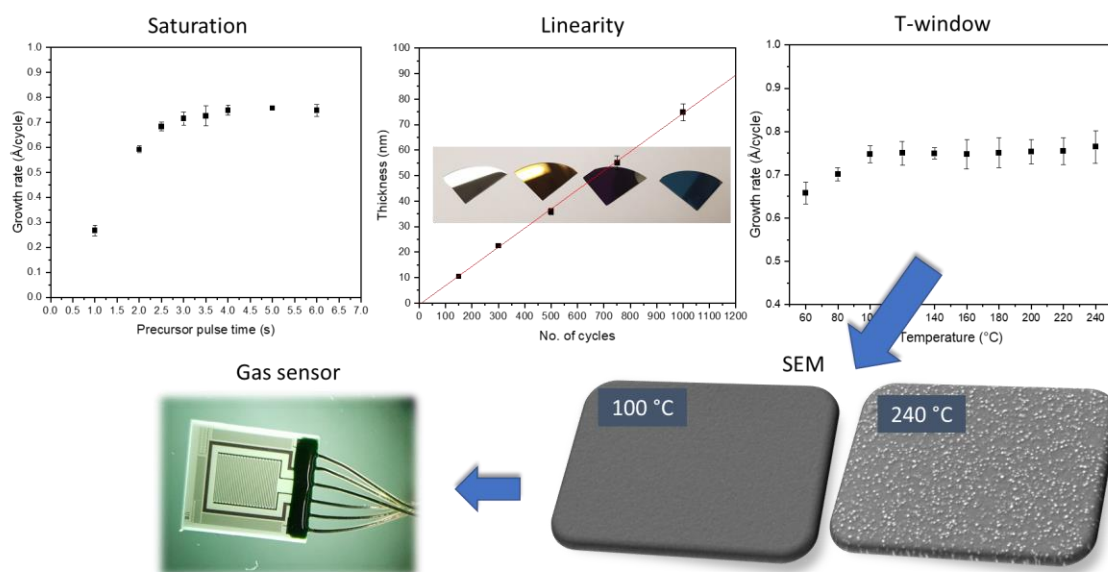 Saturation
Linearity
T-window
1.0
0.9
0.8
0.7
0.6
0.5
0.4
0.3
0.2
0.1
0.0
Growth rate (Å/cycle)
0.0 0.5 1.0 1.5 2.0 2.5 3.0 3.5 4.0 4.5 5.0 5.5 6.0 6.5 7.0
Precursor pulse time (s)
100
90
80
70
60
50
40
30
20
10
0
Thickness (nm)
0 100 200 300 400 500 600 700 800 900 1000 1100 1200
No. of cycles
1.0
0.9
0.8
0.7
0.6
0.5
0.4
Growth rate (Å/cycle)
60 80 160 180 200 220 240
Temperature (°C)
SEM
Gas sensor
100 °C
240 °C